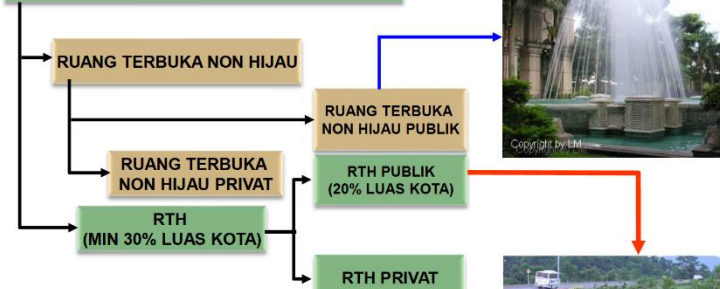 RUANG TERBUKA NON HIJAU
RUANG TERBUKA
NON HIJAU PUBLIK
RUANG TERBUKA
NON HIJAU PRIVAT
RTH PUBLIK
(20% LUAS KOTA)
RTH
(MIN 30% LUAS KOTA)
RTH PRIVAT
Copyright by LM